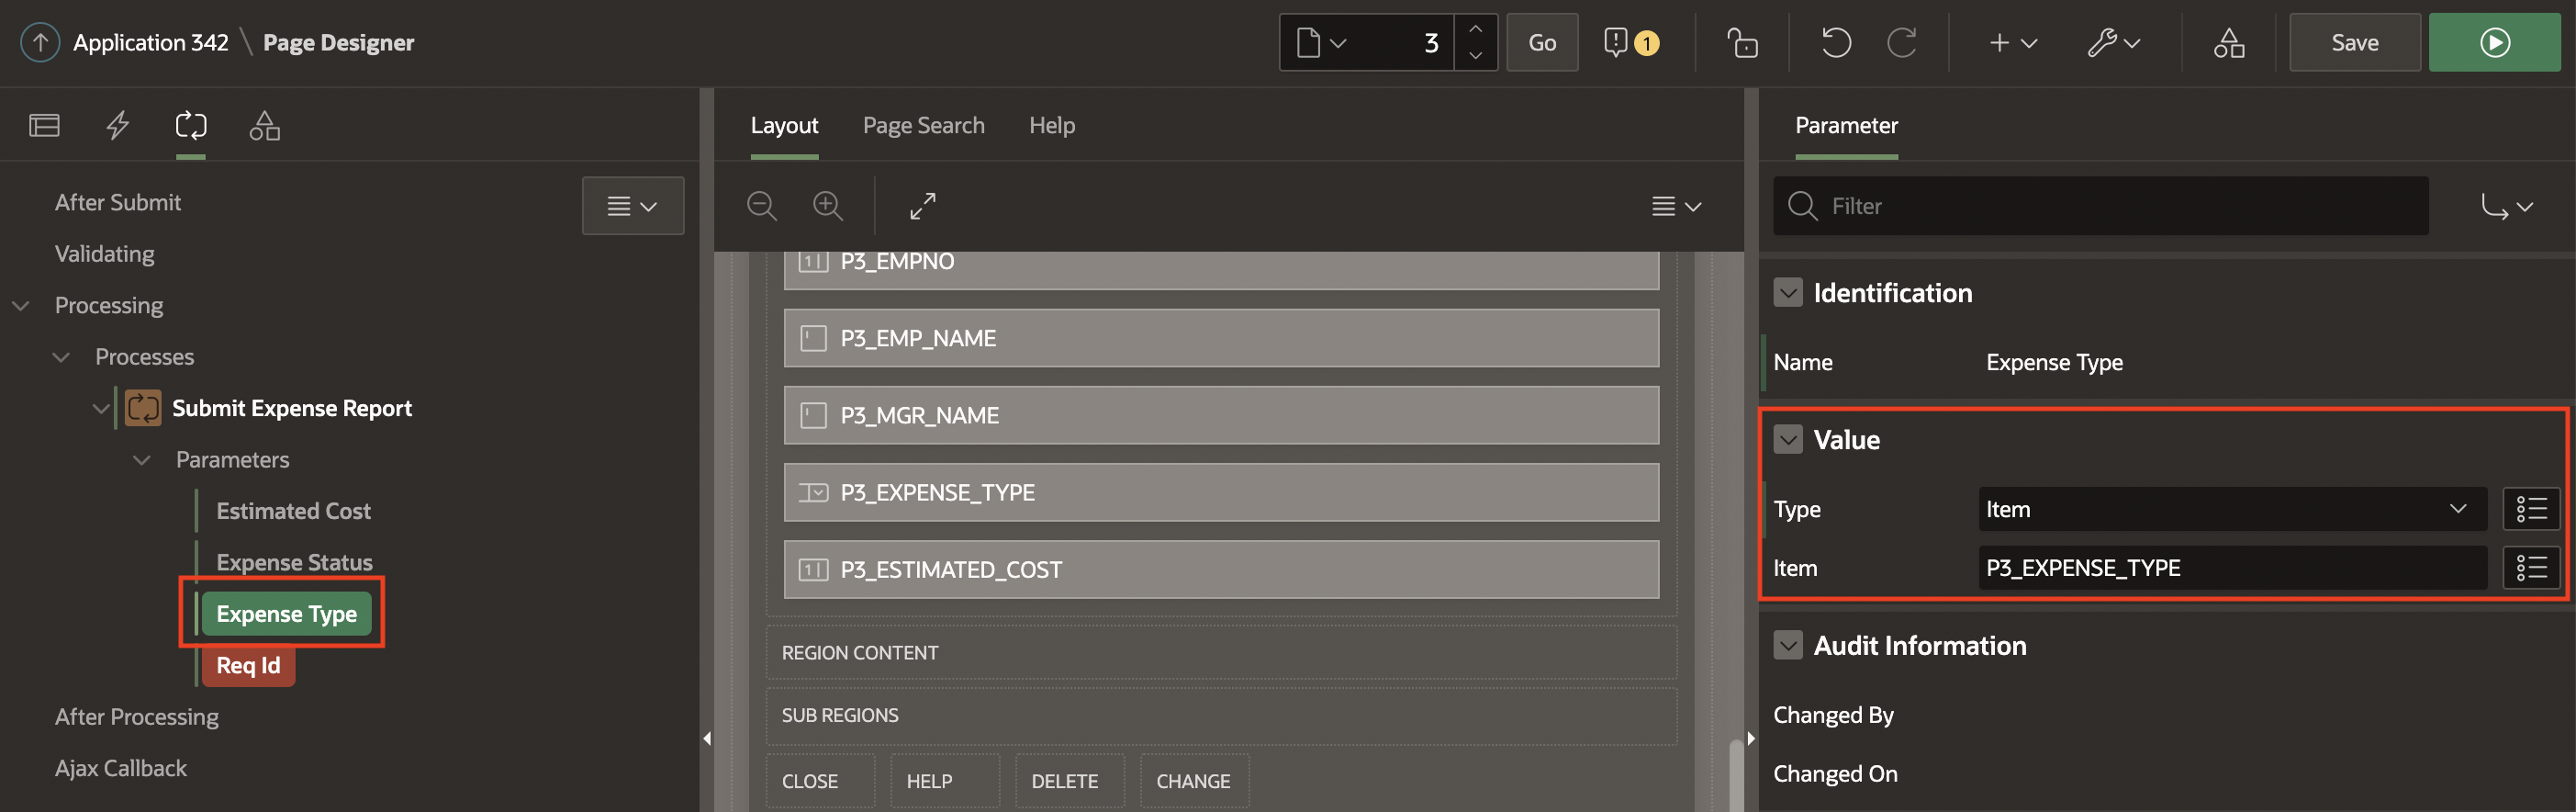 Application 342 \ Page Designer
3
Go
1
Save
Layout
Page Search
Help
Parameter
After Submit
Validating
Processing
Processes
Submit Expense Report
Parameters
Estimated Cost
Expense Status
Expense Type
Req Id
After Processing
Ajax Callback
P3_EMPNO
P3_EMP_NAME
P3_MGR_NAME
P3_EXPENSE_TYPE
P3_ESTIMATED_COST
REGION CONTENT
SUB REGIONS
CLOSE
HELP
DELETE
CHANGE
Filter
Identification
Name
Expense Type
Value
Type
Item
Item
P3_EXPENSE_TYPE
Audit Information
Changed By
Changed On